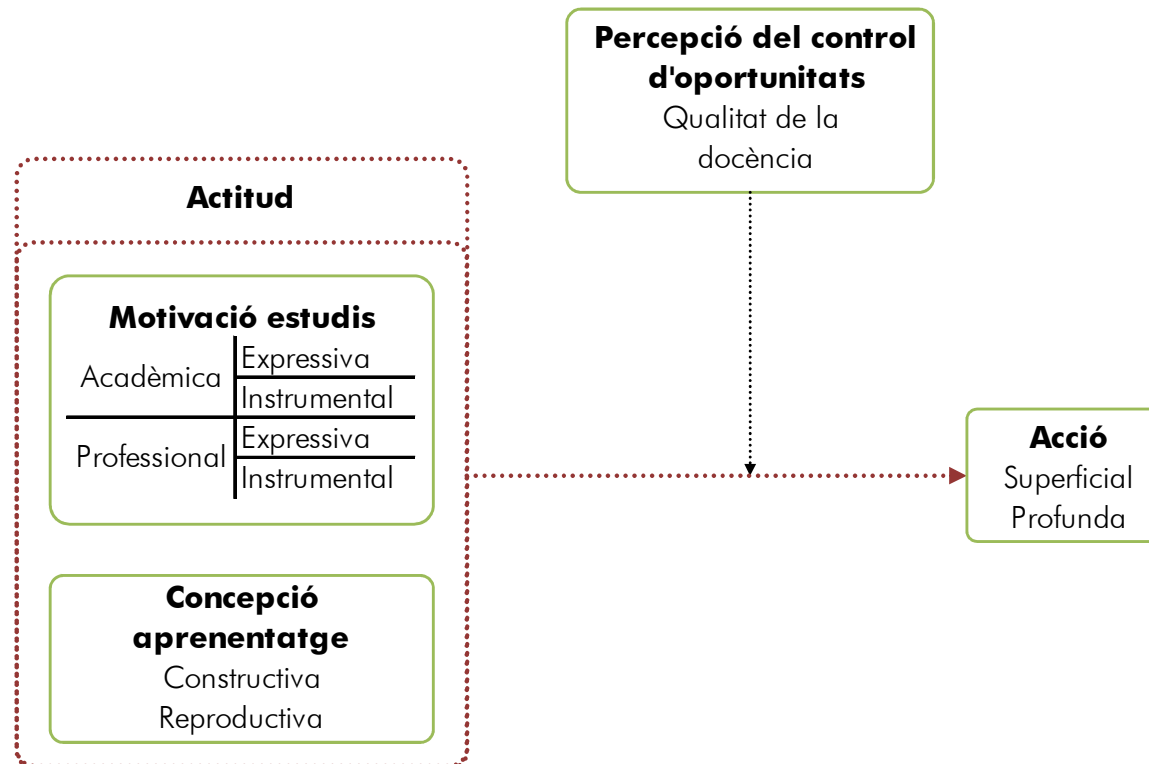 Percepció del control
d'oportunitats
Qualitat de la
docència
Actitud
Motivació estudis
Acadèmica
Expressiva
Instrumental
Professional
Expressiva
Instrumental
Concepció
aprenentatge
Constructiva
Reproductiva
Acció
Superficial
Profunda